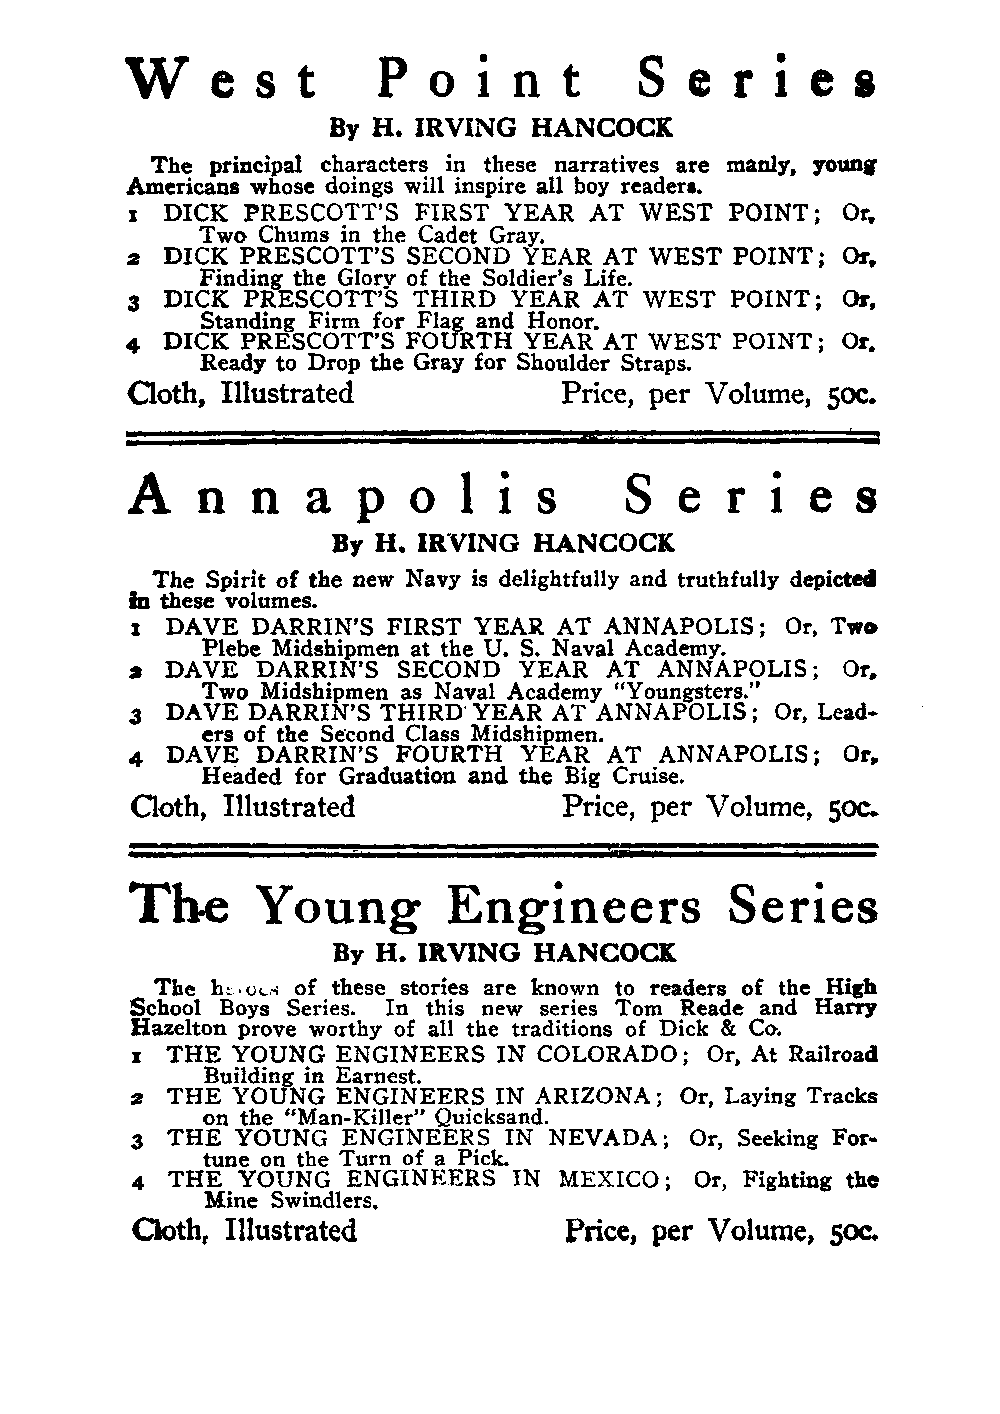 West Point Series
By H. IRVING HANCOCK
The principal characters in these narratives are manly, young
Americans whose doings will inspire all boy readers.
1 DICK PRESCOTT'S FIRST YEAR AT WEST POINT; Or,
Two Chums in the Cadet Gray.
2 DICK PRESCOTT'S SECOND YEAR AT WEST POINT; Or,
Finding the Glory of the Soldier's Life.
3 DICK PRESCOTT'S THIRD YEAR AT WEST POINT; Or,
Standing Firm for Flag and Honor.
4 DICK PRESCOTT'S FOURTH YEAR AT WEST POINT; Or,
Ready to Drop the Gray for Shoulder Straps.
Cloth, Illustrated Price, per Volume, 50c.
Annapolis Series
By H. IRVING HANCOCK
The Spirit of the new Navy is delightfully and truthfully depicted
in these volumes.
1 DAVE DARRIN'S FIRST YEAR AT ANNAPOLIS; Or, Two
Plebe Midshipmen at the U. S. Naval Academy.
2 DAVE DARRIN'S SECOND YEAR AT ANNAPOLIS; Or,
Two Midshipmen as Naval Academy "Youngsters."
3 DAVE DARRIN'S THIRD YEAR AT ANNAPOLIS; Or, Lead-
ers of the Second Class Midshipmen.
4 DAVE DARRIN'S FOURTH YEAR AT ANNAPOLIS; Or,
Headed for Graduation and the Big Cruise.
Cloth, Illustrated Price, per Volume, 50c.
The Young Engineers Series
By H. IRVING HANCOCK
The of these stories are known to readers of the High
School Boys Series. In this new series Tom Reade and Harry
Hazelton prove worthy of all the traditions of Dick & Co.
1 THE YOUNG ENGINEERS IN COLORADO; Or, At Railroad
Building in Earnest.
2 THE YOUNG ENGINEERS IN ARIZONA; Or, Laying Tracks
on the "Man-Killer" Quicksand.
3 THE YOUNG ENGINEERS IN NEVADA; Or, Seeking For-
tune on the Turn of a Pick.
4 THE YOUNG ENGINEERS IN MEXICO; Or, Fighting the
Mine Swindlers.
Cloth, Illustrated Price, per Volume, 50c.